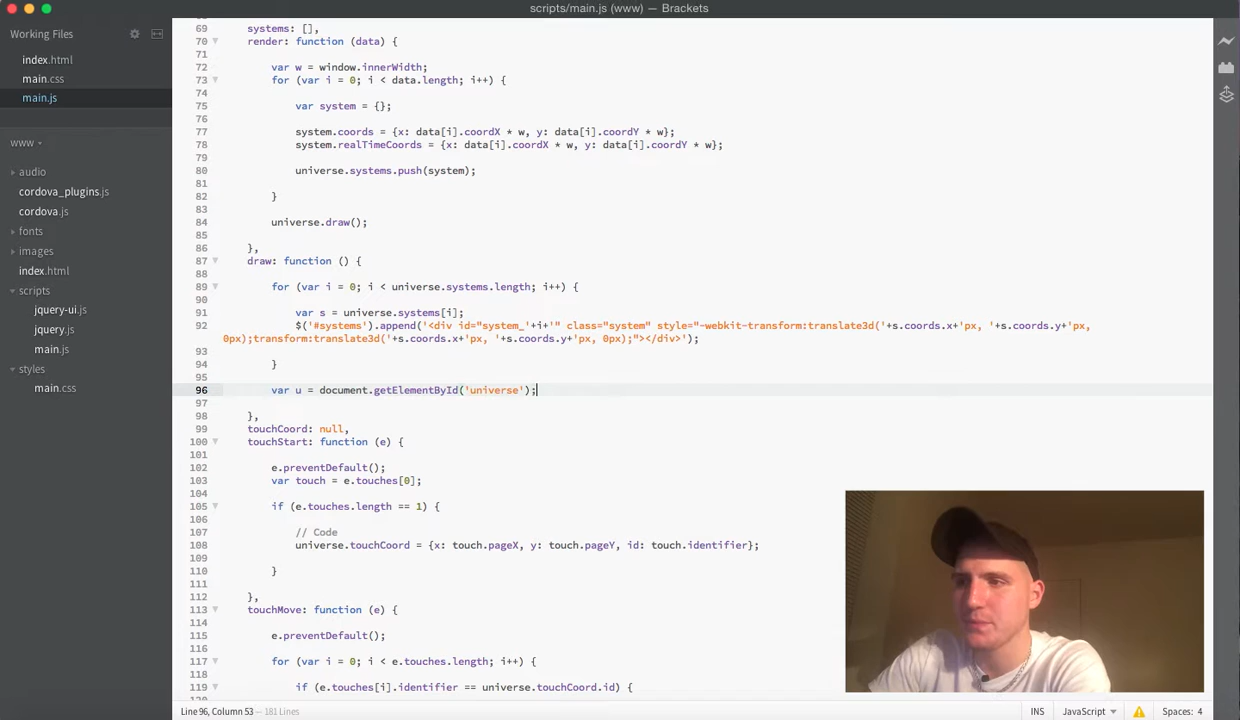 scripts/main.js (www) — Brackets
Working Files
index.html
main.css
main.js
www
audio
cordova_plugins.js
cordova.js
fonts
images
index.html
scripts
jquery-ui.js
jquery.js
main.js
styles
main.css
69 systems: [],
70 render: function (data) {
71
72 var w = window.innerWidth;
73 for (var i = 0; i < data.length; i++) {
74
75 var system = {};
76
77 system.coords = {x: data[i].coordX * w, y: data[i].coordY * w};
78 system.realTimeCoords = {x: data[i].coordX * w, y: data[i].coordY * w};
79
80 universe.systems.push(system);
81
82 }
83
84 universe.draw();
85
86 },
87 draw: function () {
88
89 for (var i = 0; i < universe.systems.length; i++) {
90
91 var s = universe.systems[i];
92 $('#systems').append('<div id="system_'+i+'" class="system" style="-webkit-transform:translate3d('+s.coords.x+'px, '+s.coords.y+'px,
0px);transform:translate3d('+s.coords.x+'px, '+s.coords.y+'px, 0px);"></div>');
93
94 }
95
96 var u = document.getElementById('universe');
97
98 },
99 touchCoord: null,
100 touchStart: function (e) {
101
102 e.preventDefault();
103 var touch = e.touches[0];
104
105 if (e.touches.length == 1) {
106
107 // Code
108 universe.touchCoord = {x: touch.pageX, y: touch.pageY, id: touch.identifier};
109
110 }
111
112 },
113 touchMove: function (e) {
114
115 e.preventDefault();
116
117 for (var i = 0; i < e.touches.length; i++) {
118
119 if (e.touches[i].identifier == universe.touchCoord.id) {
Line 96, Column 53 — 181 Lines
INS
JavaScript
Spaces: 4